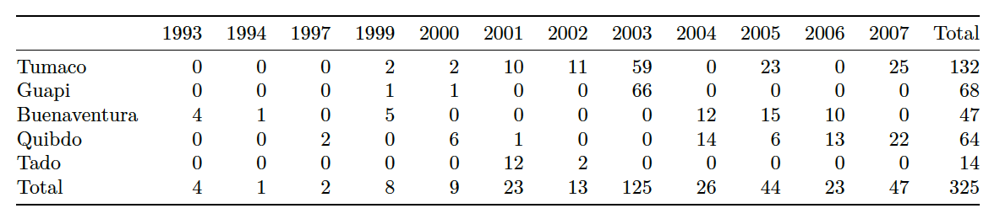 1993 1994 1997 1999 2000 2001 2002 2003 2004 2005 2006 2007 Total
Tumaco 0 0 0 2 2 10 11 59 0 23 0 25 132
Guapi 0 0 0 1 1 0 0 66 0 0 0 0 68
Buenaventura 4 1 0 5 0 0 0 0 12 15 10 0 47
Quibdo 0 0 2 0 6 1 0 0 14 6 13 22 64
Tado 0 0 0 0 0 12 2 0 0 0 0 0 14
Total 4 1 2 8 9 23 13 125 26 44 23 47 325